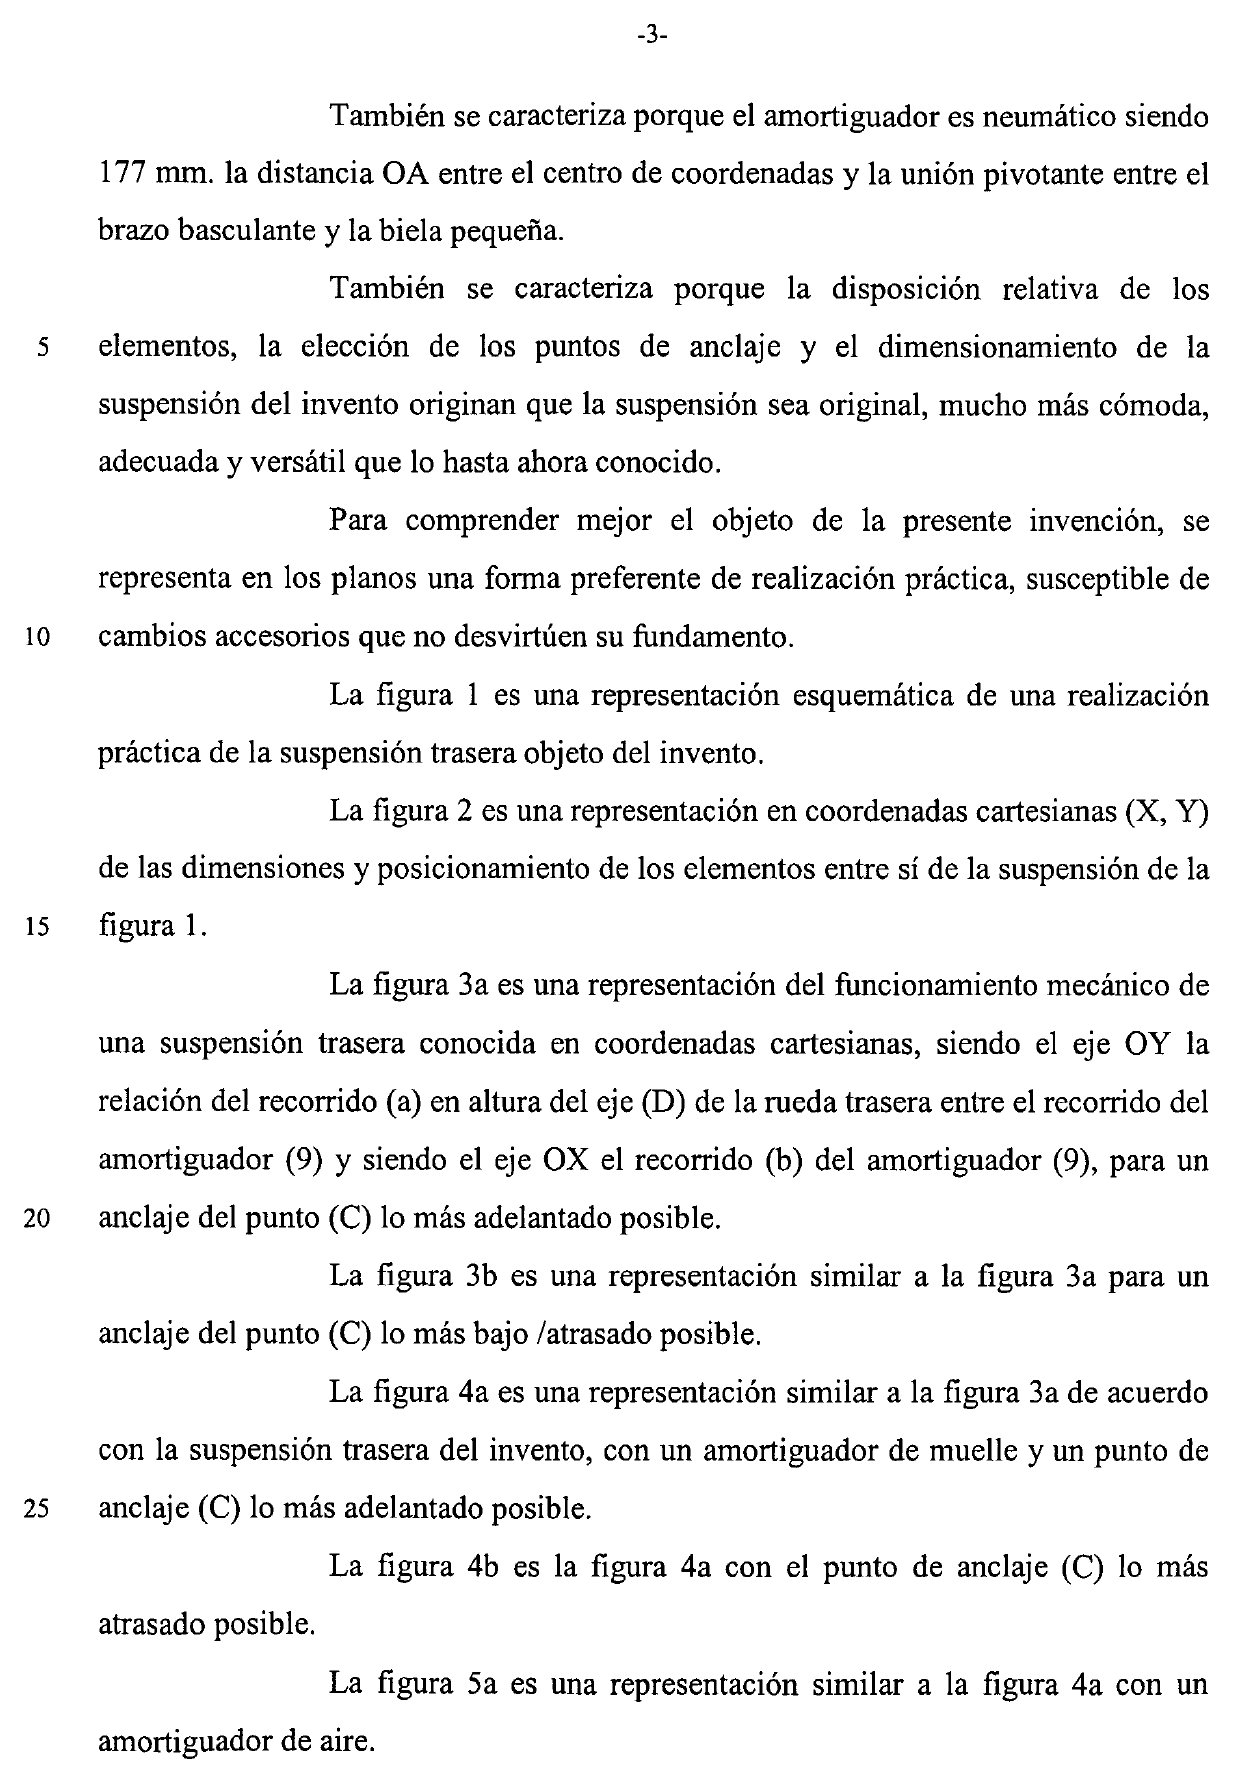 -3-
También se caracteriza porque el amortiguador es neumático siendo
177 mm. la distancia OA entre el centro de coordenadas y la unión pivotante entre el
brazo basculante y la biela pequeña.
También se caracteriza porque la disposición relativa de los
5 elementos, la elección de los puntos de anclaje y el dimensionamiento de la
suspensión del invento originan que la suspensión sea original, mucho más cómoda,
adecuada y versátil que lo hasta ahora conocido.
Para comprender mejor el objeto de la presente invención, se
representa en los planos una forma preferente de realización práctica, susceptible de
10 cambios accesorios que no desvirtúen su fundamento.
La figura 1 es una representación esquemática de una realización
práctica de la suspensión trasera objeto del invento.
La figura 2 es una representación en coordenadas cartesianas (X, Y)
de las dimensiones y posicionamiento de los elementos entre sí de la suspensión de la
15 figura 1.
La figura 3a es una representación del funcionamiento mecánico de
una suspensión trasera conocida en coordenadas cartesianas, siendo el eje OY la
relación del recorrido (a) en altura del eje (D) de la rueda trasera entre el recorrido del
amortiguador (9) y siendo el eje OX el recorrido (b) del amortiguador (9), para un
20 anclaje del punto (C) lo más adelantado posible.
La figura 3b es una representación similar a la figura 3a para un
anclaje del punto (C) lo más bajo /atrasado posible.
La figura 4a es una representación similar a la figura 3a de acuerdo
con la suspensión trasera del invento, con un amortiguador de muelle y un punto de
25 anclaje (C) lo más adelantado posible.
La figura 4b es la figura 4a con el punto de anclaje (C) lo más
atrasado posible.
La figura 5a es una representación similar a la figura 4a con un
amortiguador de aire.